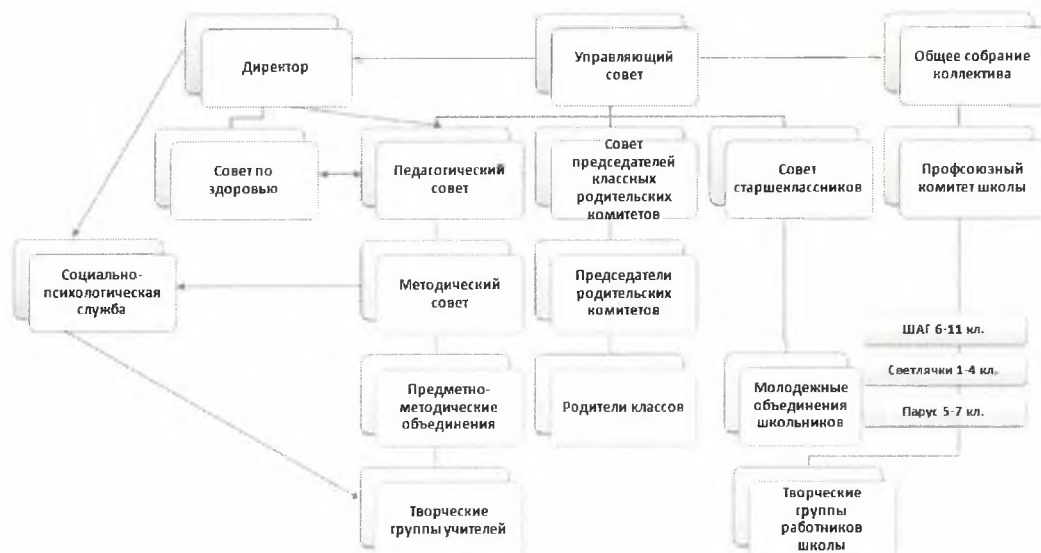 Директор
Управляющий
совет
Общее собрание
коллектива
Совет по
здоровью
Педагогический
совет
Совет
председателей
классных
родительских
комитетов
Совет
старшеклассников
Профсоюзный
комитет школы
Социально-
психологическая
служба
Методический
совет
Председатели
родительских
комитетов
ШАГ 6-11 кл.
Светлячки 1-4 кл.
Парус 5-7 кл.
Предметно-
методические
объединения
Родители классов
Молодежные
объединения
школьников
Творческие
группы учителей
Творческие
группы
работников
школы